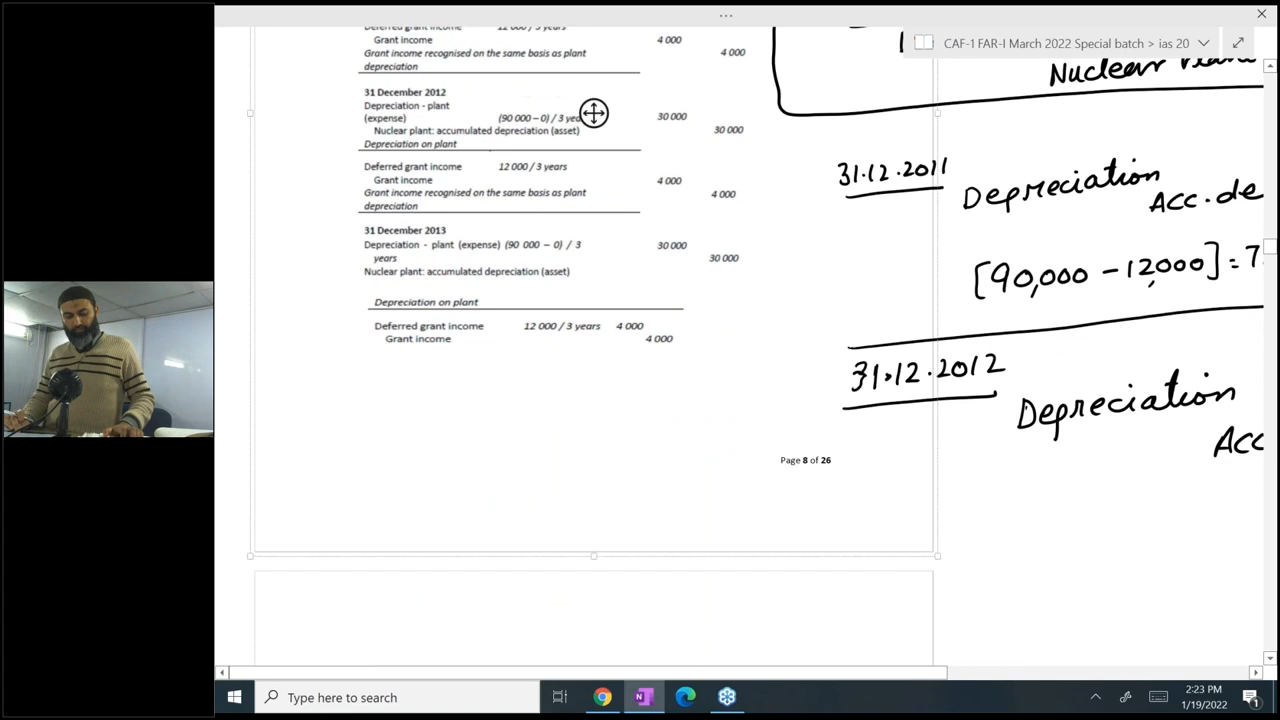 CAF-1 FAR-I March 2022 Special batch > ias 20
Grant income 4 000
Grant income recognised on the same basis as plant 4 000
depreciation
31 December 2012
Depreciation - plant
(expense) (90 000 – 0) / 3 30 000
Nuclear plant: accumulated depreciation (asset) 30 000
Depreciation on plant
Deferred grant income 12 000 / 3 years
Grant income 4 000
Grant income recognised on the same basis as plant 4 000
depreciation
31 December 2013
Depreciation - plant (expense) (90 000 – 0) / 3 30 000
years 30 000
Nuclear plant: accumulated depreciation (asset)
Depreciation on plant
Deferred grant income 12 000 / 3 years 4 000
Grant income 4 000
Page 8 of 26
Nuclear
31.12.2011
Depreciation
Acc. de
[90,000 – 12,000] = 7
31.12.2012
Depreciation
Acc
Type here to search
2:23 PM
1/19/2022